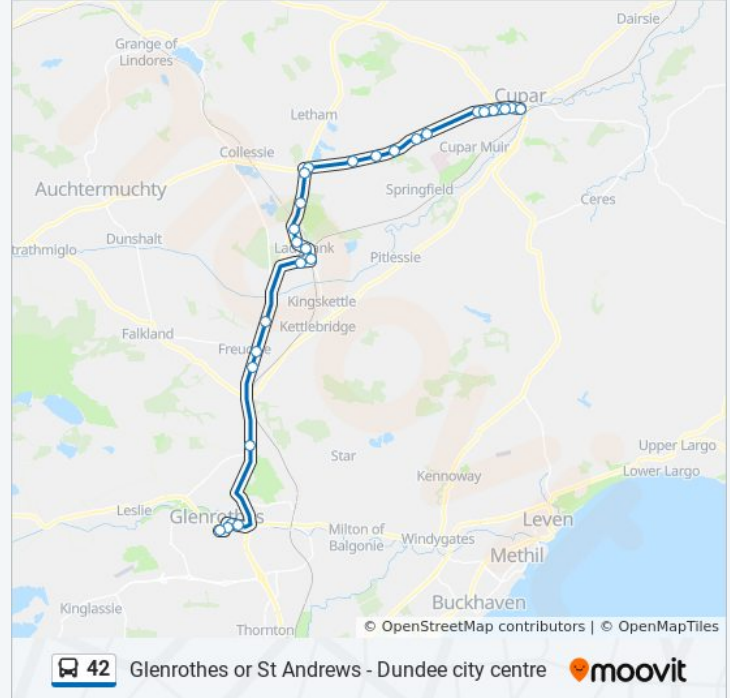 Dairsie
Grange of
Lindores
Cupar
Letham
Collessie
Cupar Muir
Auchtermuchty
Springfield
Ceres
Dunshalt
trathmiglo
Pitlessie
Kingskettle
Falkland
Kettlebridge
Star
Upper Largo
Kennoway
Lower Largo
Leslie
Glenrothes
Leven
Milton of
Balgonie
Windygates
Methil
Kinglassie
Buckhaven
Thornton
© OpenStreetMap contributors | © OpenMapTiles
42 Glenrothes or St Andrews - Dundee city centre moovit